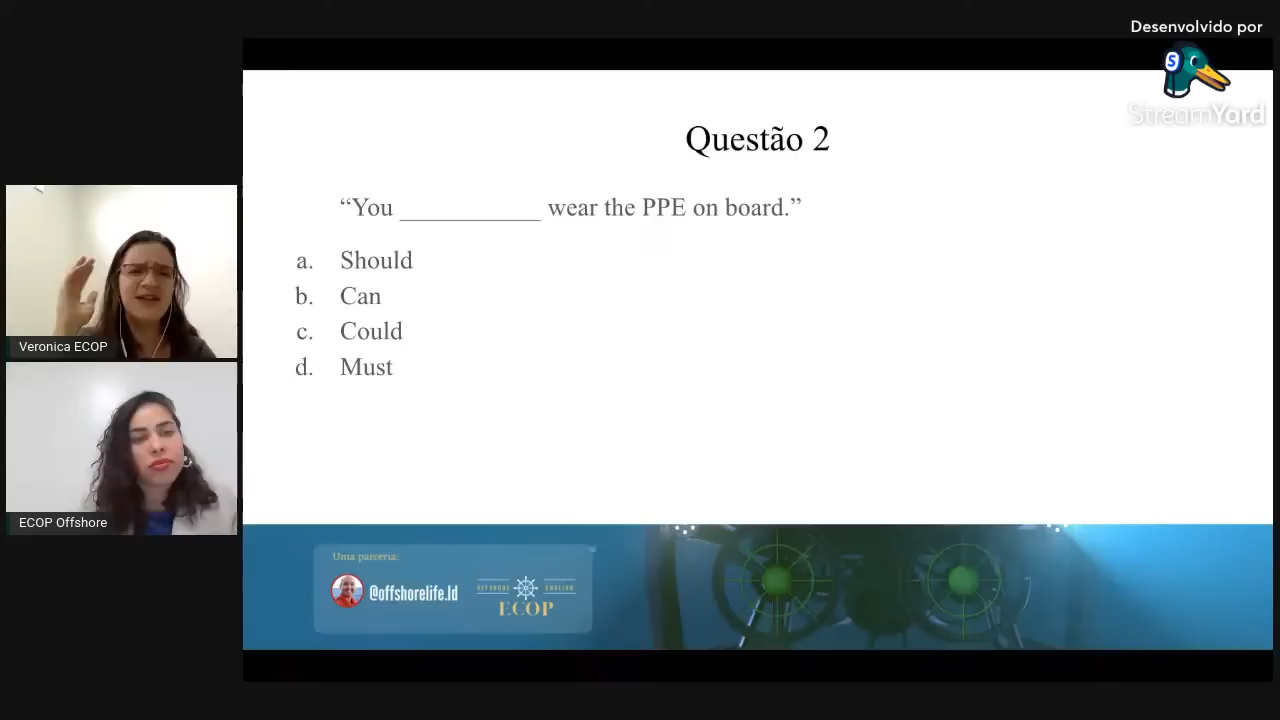 Desenvolvido por
S
StreamYard
Questão 2
“You ___________ wear the PPE on board.”
a. Should
b. Can
c. Could
d. Must
Veronica ECOP
ECOP Offshore
Uma parceria:
@offshorelife.ld
OFFSHORE ENGLISH
ECOP